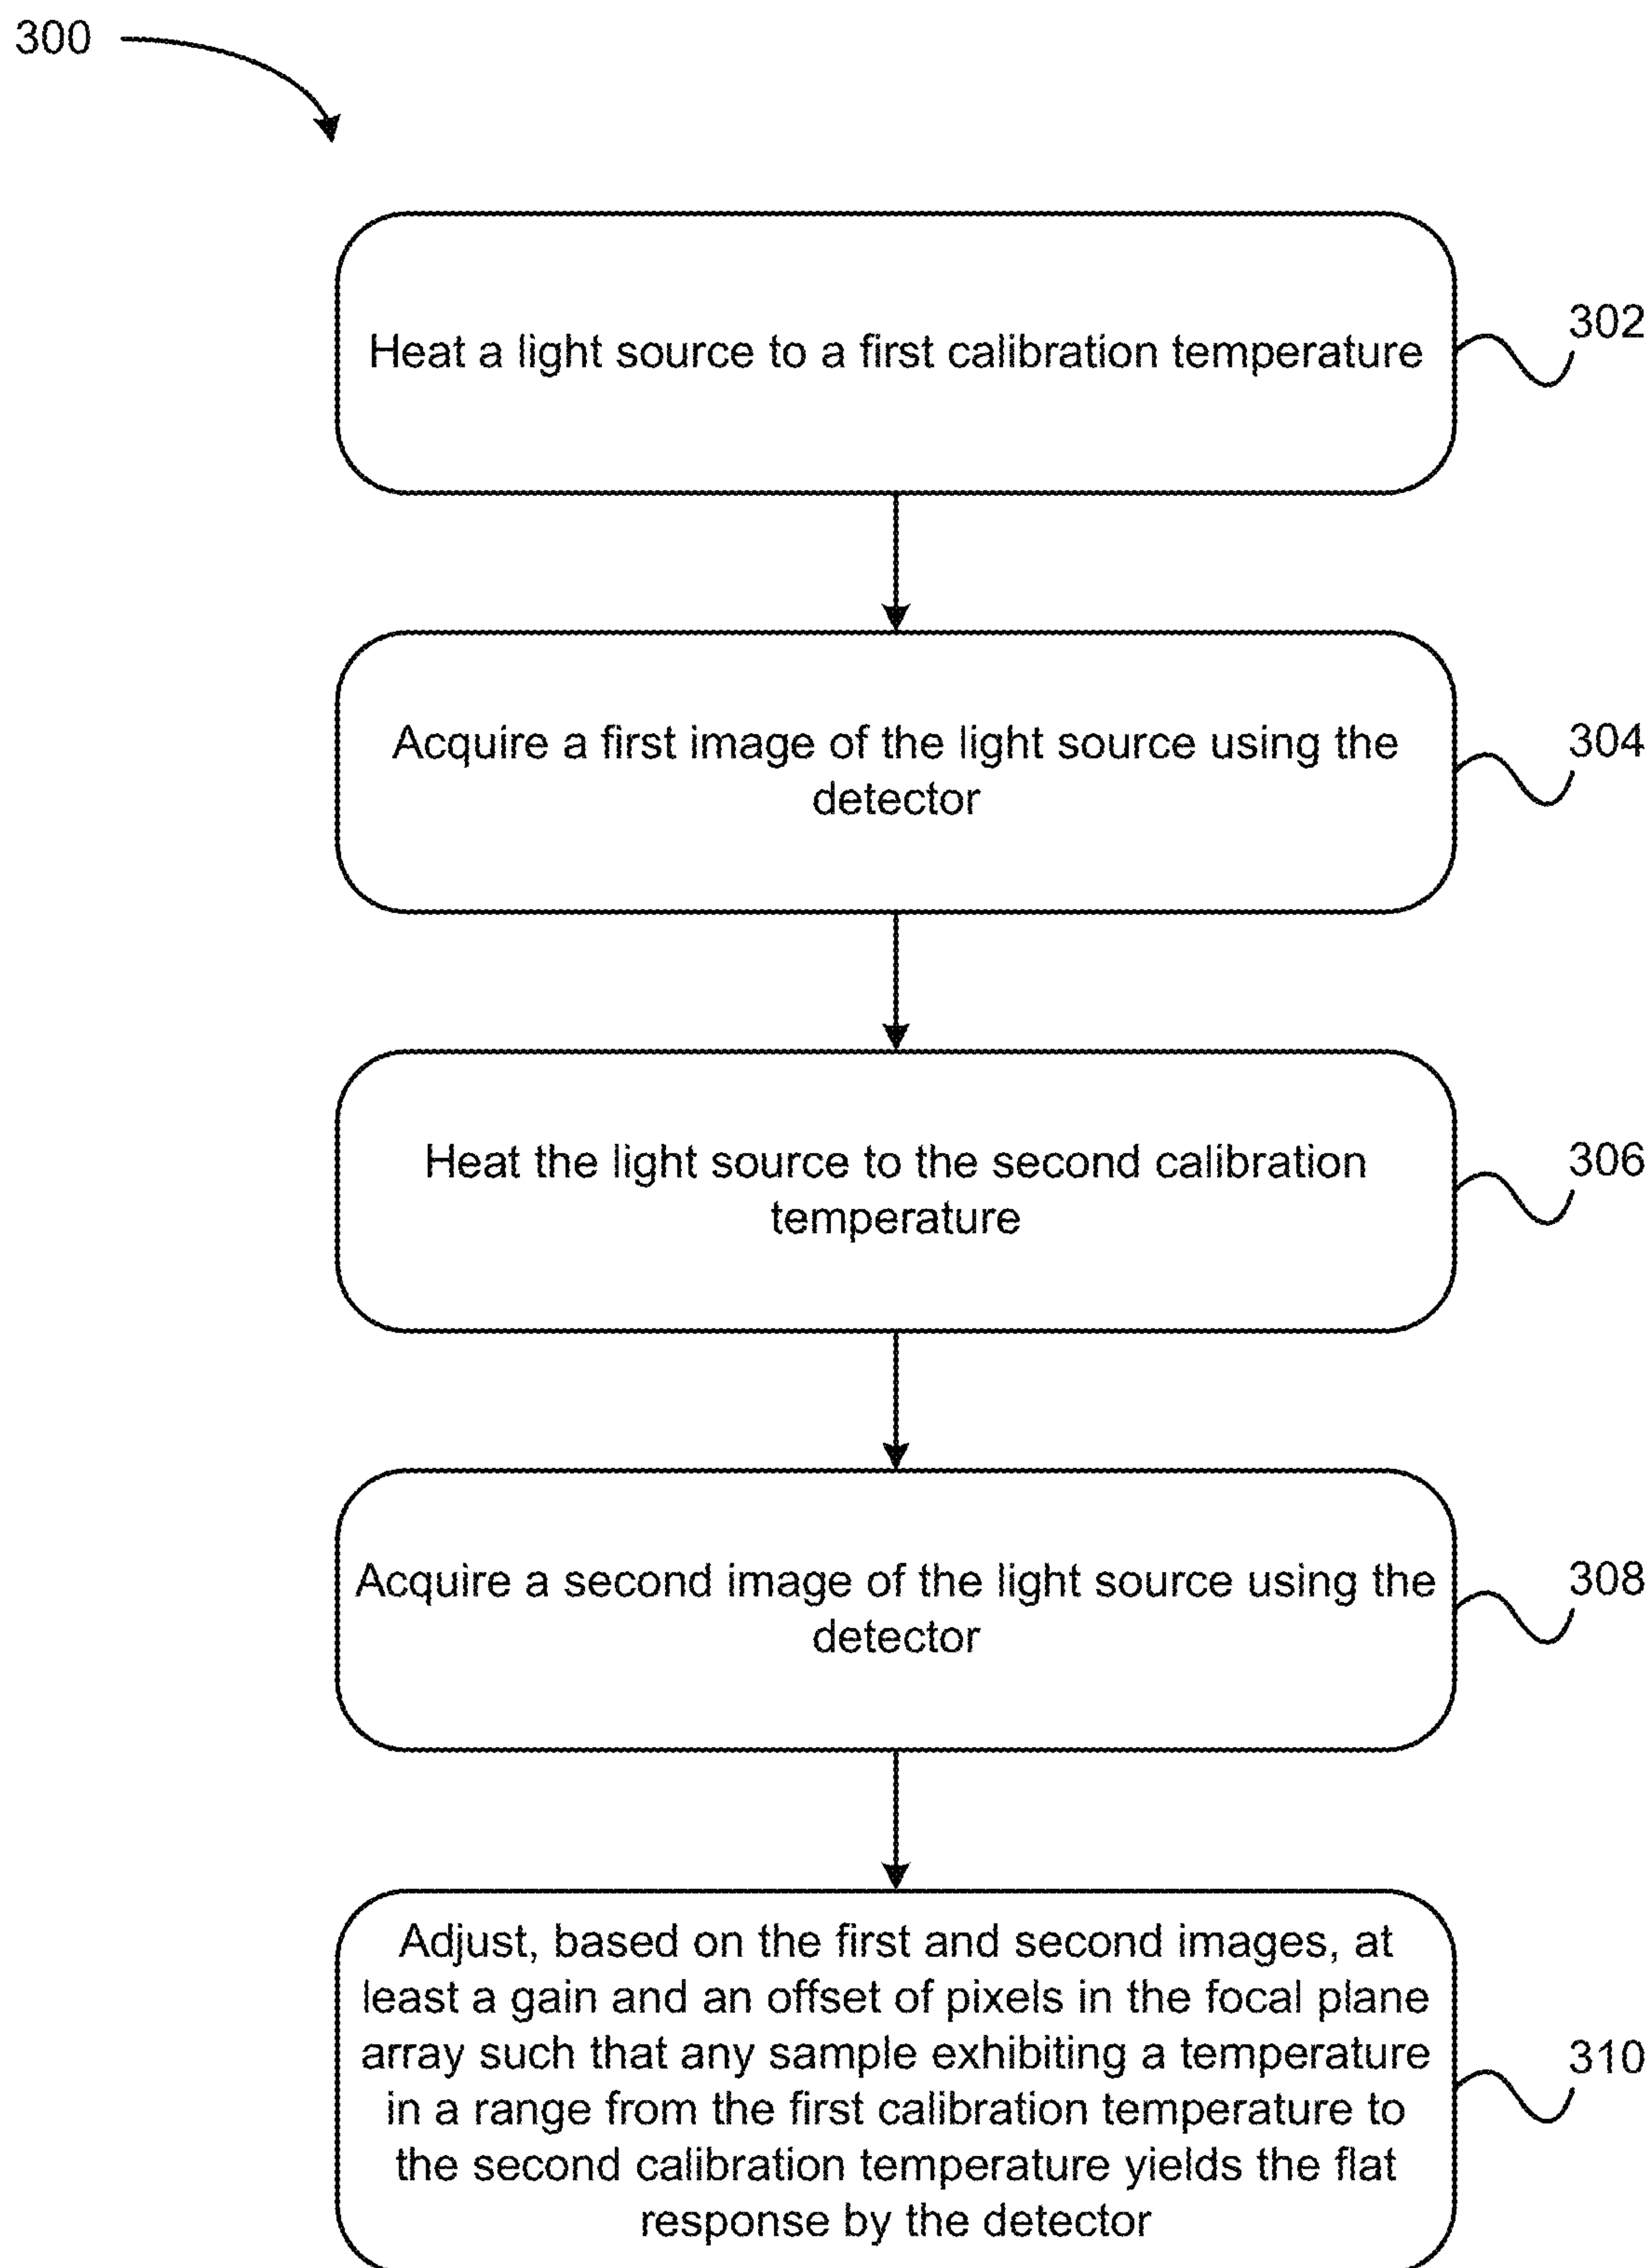 300
Heat a light source to a first calibration temperature
302
Acquire a first image of the light source using the
detector
304
Heat the light source to the second calibration
temperature
306
Acquire a second image of the light source using the
detector
308
Adjust, based on the first and second images, at
least a gain and an offset of pixels in the focal plane
array such that any sample exhibiting a temperature
in a range from the first calibration temperature to
the second calibration temperature yields the flat
response by the detector
310